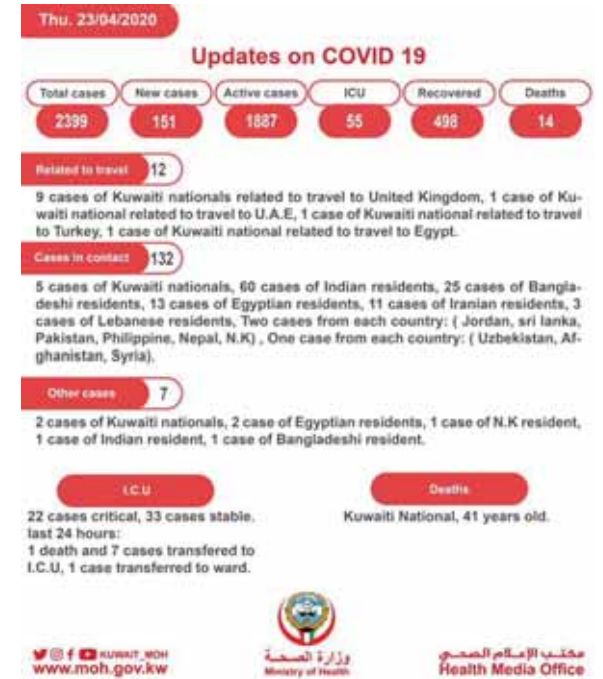 Thu. 23/04/2020
Updates on COVID 19
Total cases New cases Active cases ICU Recovered Deaths
2399 151 1887 55 498 14
Related to travel 12
9 cases of Kuwaiti nationals related to travel to United Kingdom, 1 case of Ku-
waiti national related to travel to U.A.E, 1 case of Kuwaiti national related to travel
to Turkey, 1 case of Kuwaiti national related to travel to Egypt.
Cases in contact 132
5 cases of Kuwaiti nationals, 60 cases of Indian residents, 25 cases of Bangla-
deshi residents, 13 cases of Egyptian residents, 11 cases of Iranian residents, 3
cases of Lebanese residents, Two cases from each country: ( Jordan, sri lanka,
Pakistan, Philippine, Nepal, N.K) , One case from each country: ( Uzbekistan, Af-
ghanistan, Syria).
Other cases 7
2 cases of Kuwaiti nationals, 2 case of Egyptian residents, 1 case of N.K resident,
1 case of Indian resident, 1 case of Bangladeshi resident.
I.C.U
22 cases critical, 33 cases stable.
last 24 hours:
1 death and 7 cases transfered to
I.C.U, 1 case transferred to ward.
Deaths
Kuwaiti National, 41 years old.
KUWAIT_MOH
www.moh.gov.kw
وزارة الصحة
Ministry of Health
مكتب الإعلام الصحي
Health Media Office